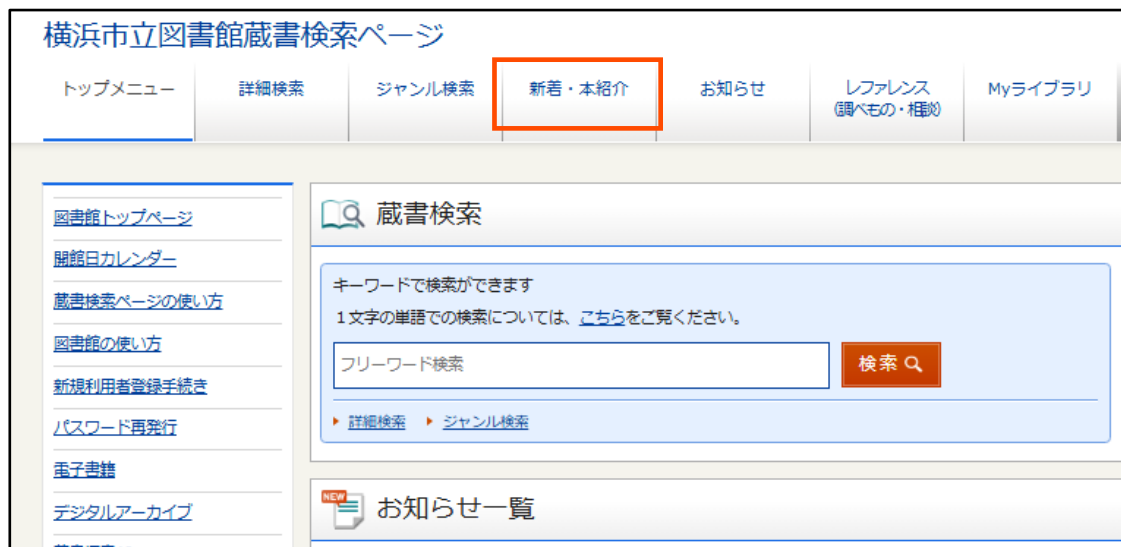 横浜市立図書館蔵書検索ページ
トップメニュー
詳細検索
ジャンル検索
新着・本紹介
お知らせ
レファレンス
(調べもの・相談)
Myライブラリ
図書館トップページ
開館日カレンダー
蔵書検索ページの使い方
図書館の使い方
新規利用者登録手続き
パスワード再発行
電子書籍
デジタルアーカイブ
蔵書検索
キーワードで検索ができます
1文字の単語での検索については、こちらをご覧ください。
フリーワード検索
検索
詳細検索 ジャンル検索
NEW
お知らせ一覧